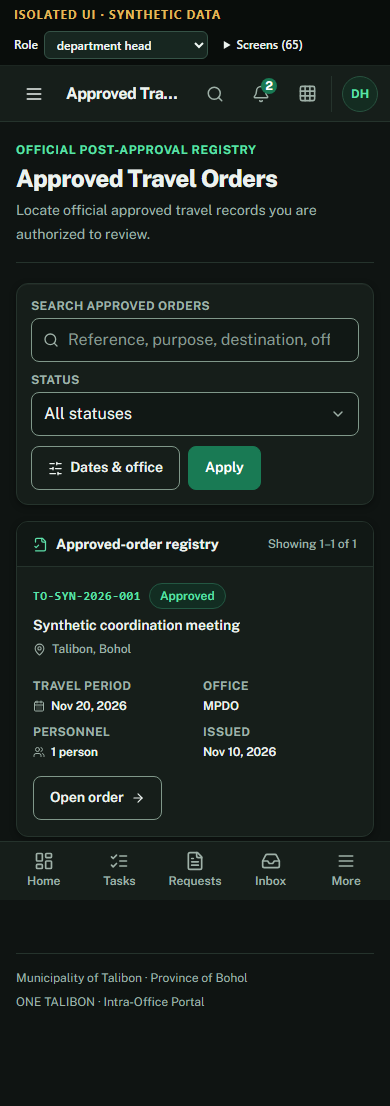 ISOLATED UI · SYNTHETIC DATA
Role department head ▶ Screens (65)
Approved Tra... 2 DH
OFFICIAL POST-APPROVAL REGISTRY
Approved Travel Orders
Locate official approved travel records you are
authorized to review.
SEARCH APPROVED ORDERS
Reference, purpose, destination, off
STATUS
All statuses
Dates & office Apply
Approved-order registry Showing 1–1 of 1
TO-SYN-2026-001 Approved
Synthetic coordination meeting
Talibon, Bohol
TRAVEL PERIOD OFFICE
Nov 20, 2026 MPDO
PERSONNEL ISSUED
1 person Nov 10, 2026
Open order →
Home Tasks Requests Inbox More
Municipality of Talibon · Province of Bohol
ONE TALIBON · Intra-Office Portal